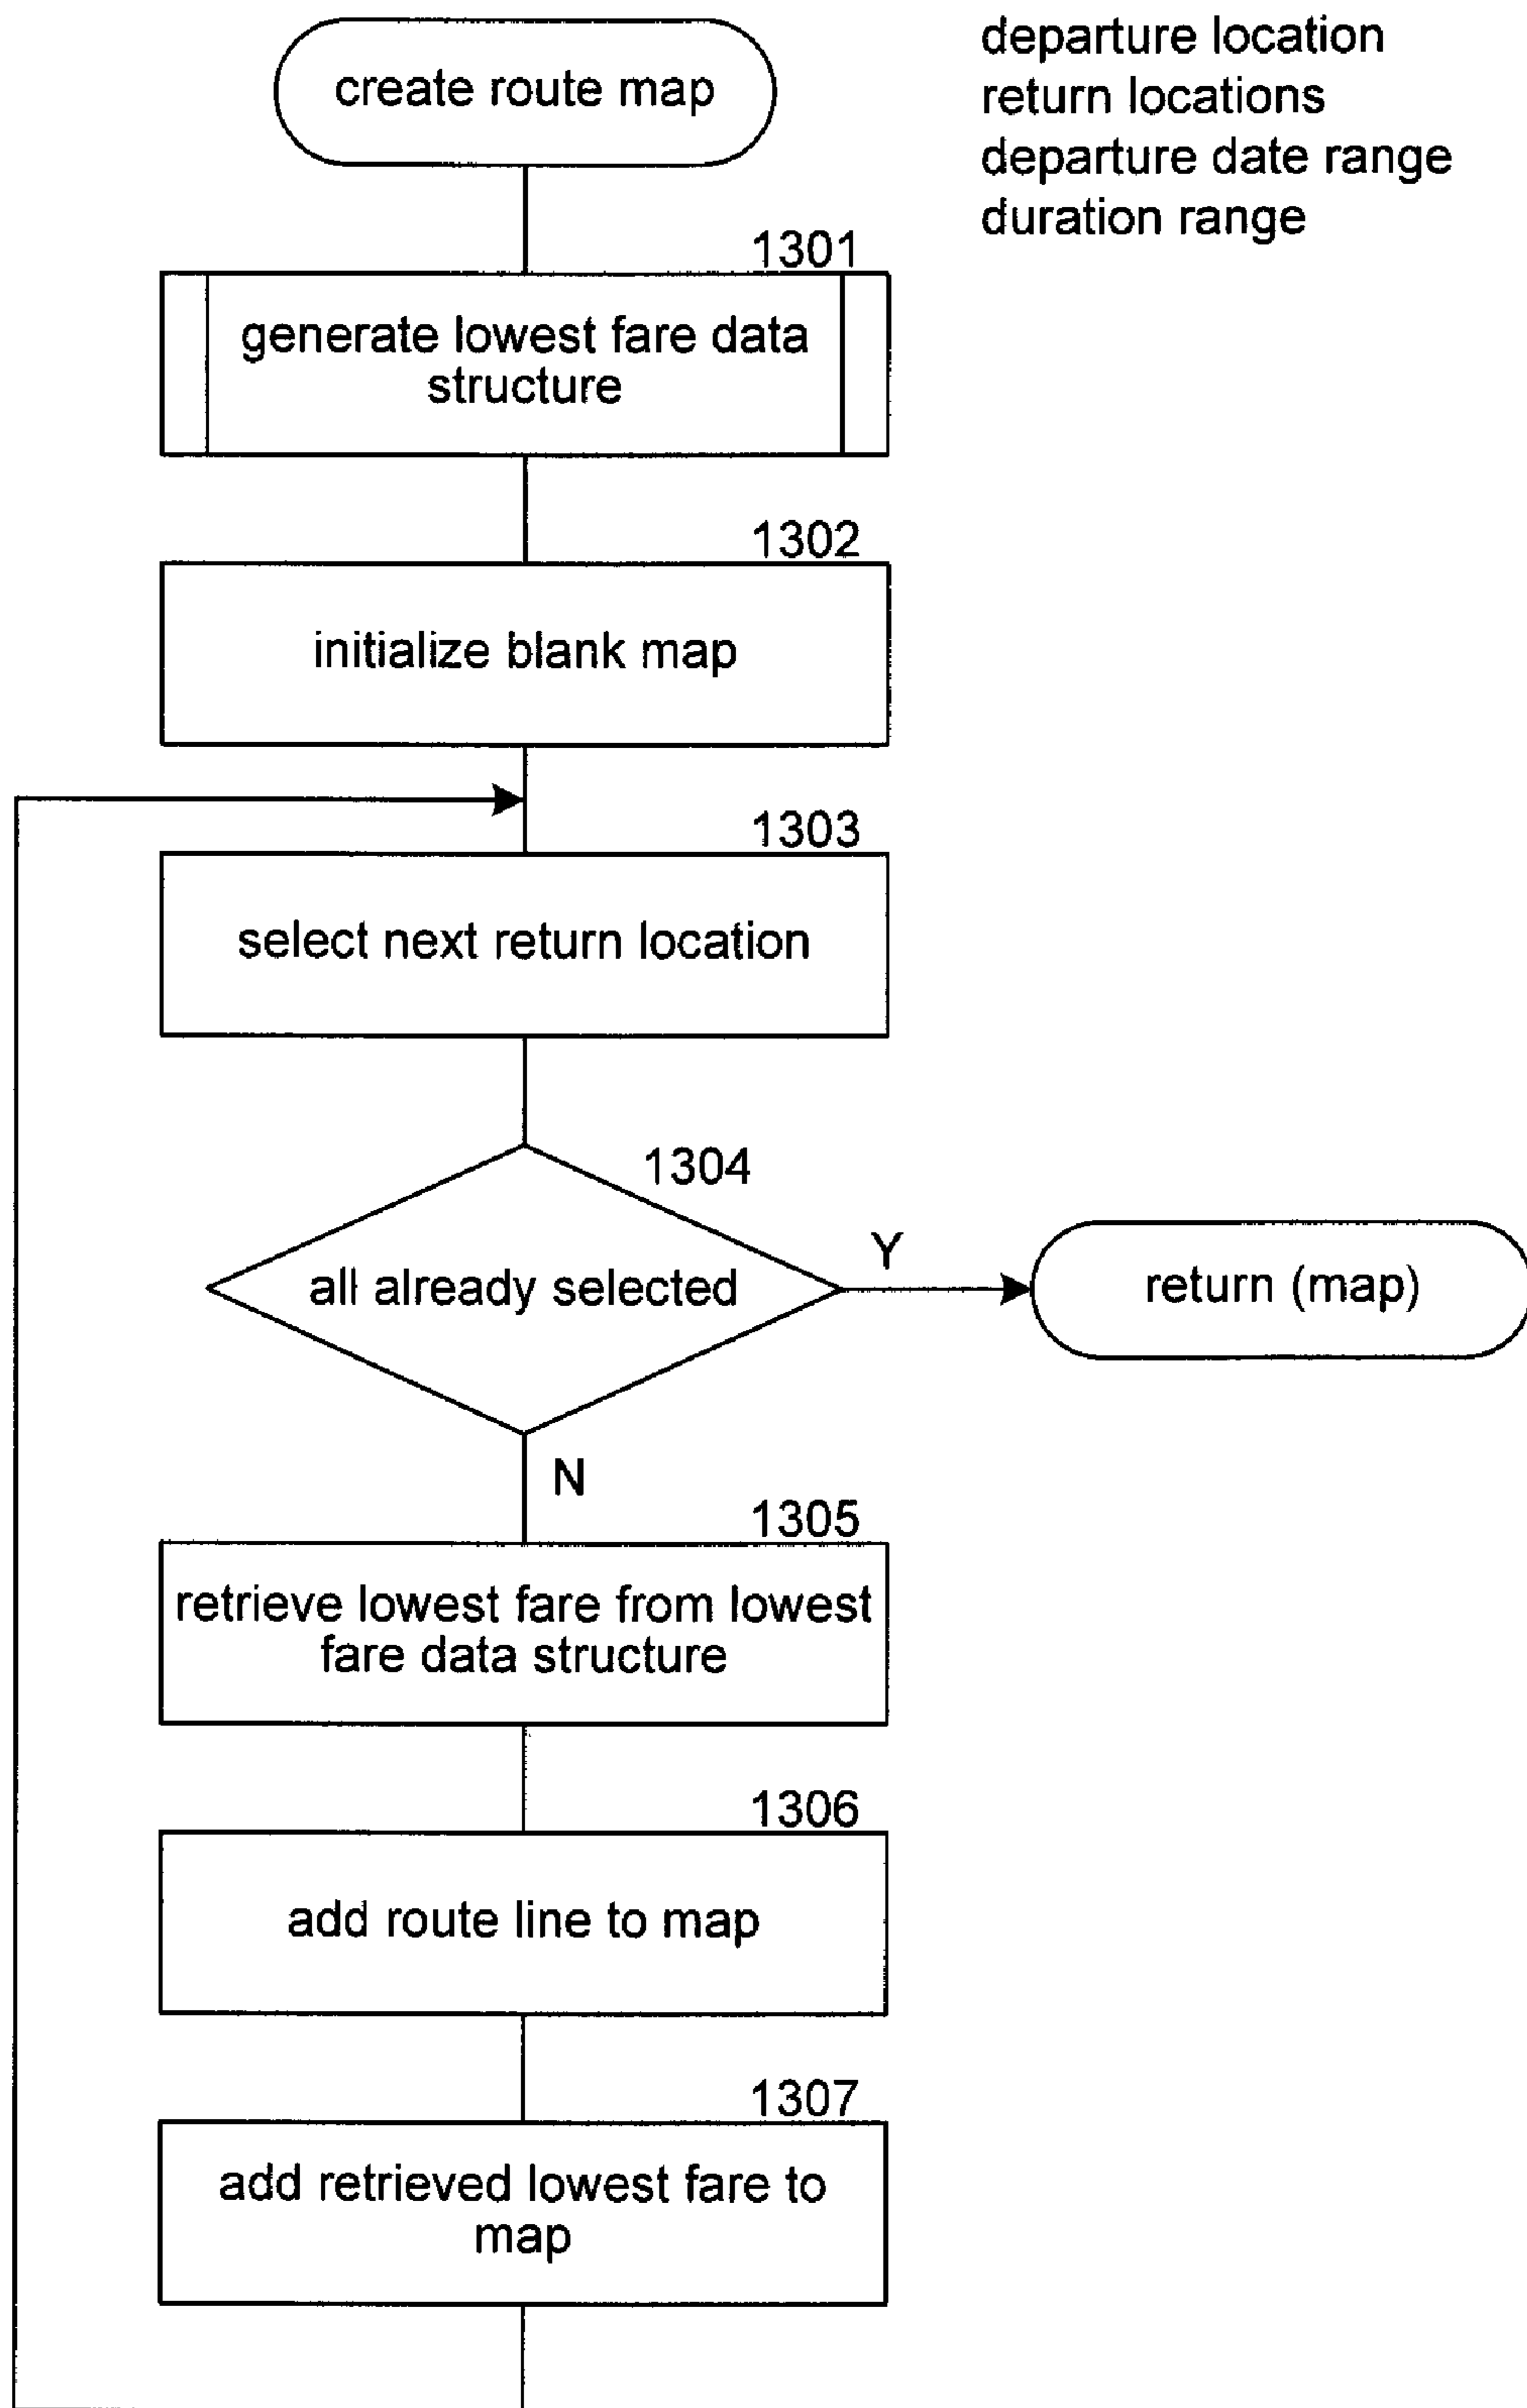 create route map
departure location
return locations
departure date range
duration range
1301
generate lowest fare data
structure
1302
initialize blank map
1303
select next return location
1304
all already selected
Y
return (map)
N
1305
retrieve lowest fare from lowest
fare data structure
1306
add route line to map
1307
add retrieved lowest fare to
map